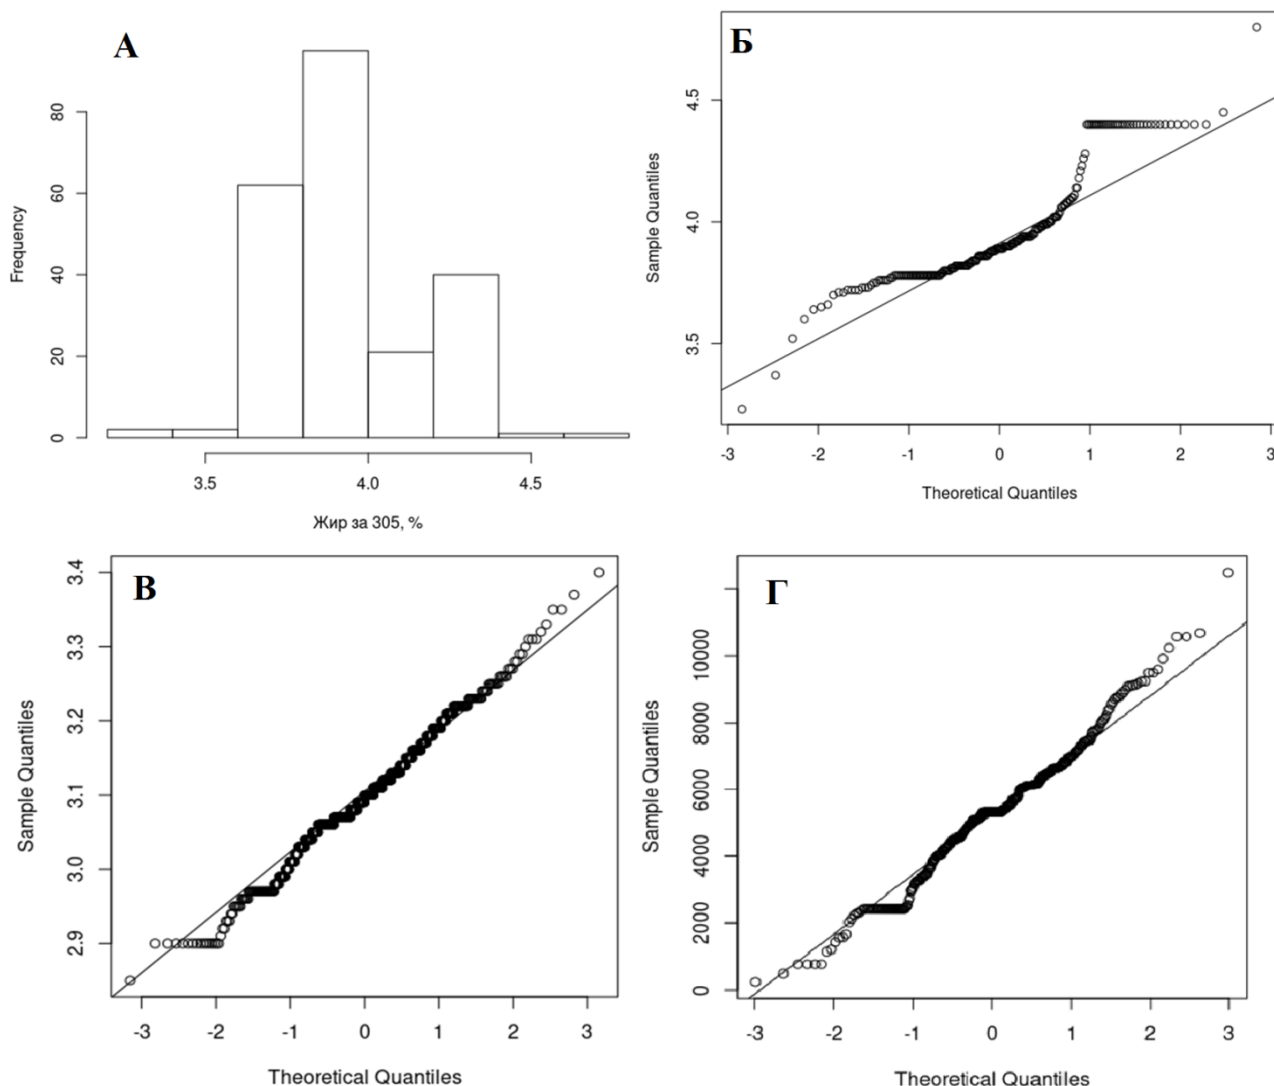 А
Frequency
0
20
40
60
80
3.5 4.0 4.5
Жир за 305, %
Б
Sample Quantiles
3.5
4.0
4.5
-3 -2 -1 0 1 2 3
Theoretical Quantiles
В
Sample Quantiles
2.9
3.0
3.1
3.2
3.3
3.4
-3 -2 -1 0 1 2 3
Theoretical Quantiles
Г
Sample Quantiles
0
2000
4000
6000
8000
10000
-3 -2 -1 0 1 2 3
Theoretical Quantiles